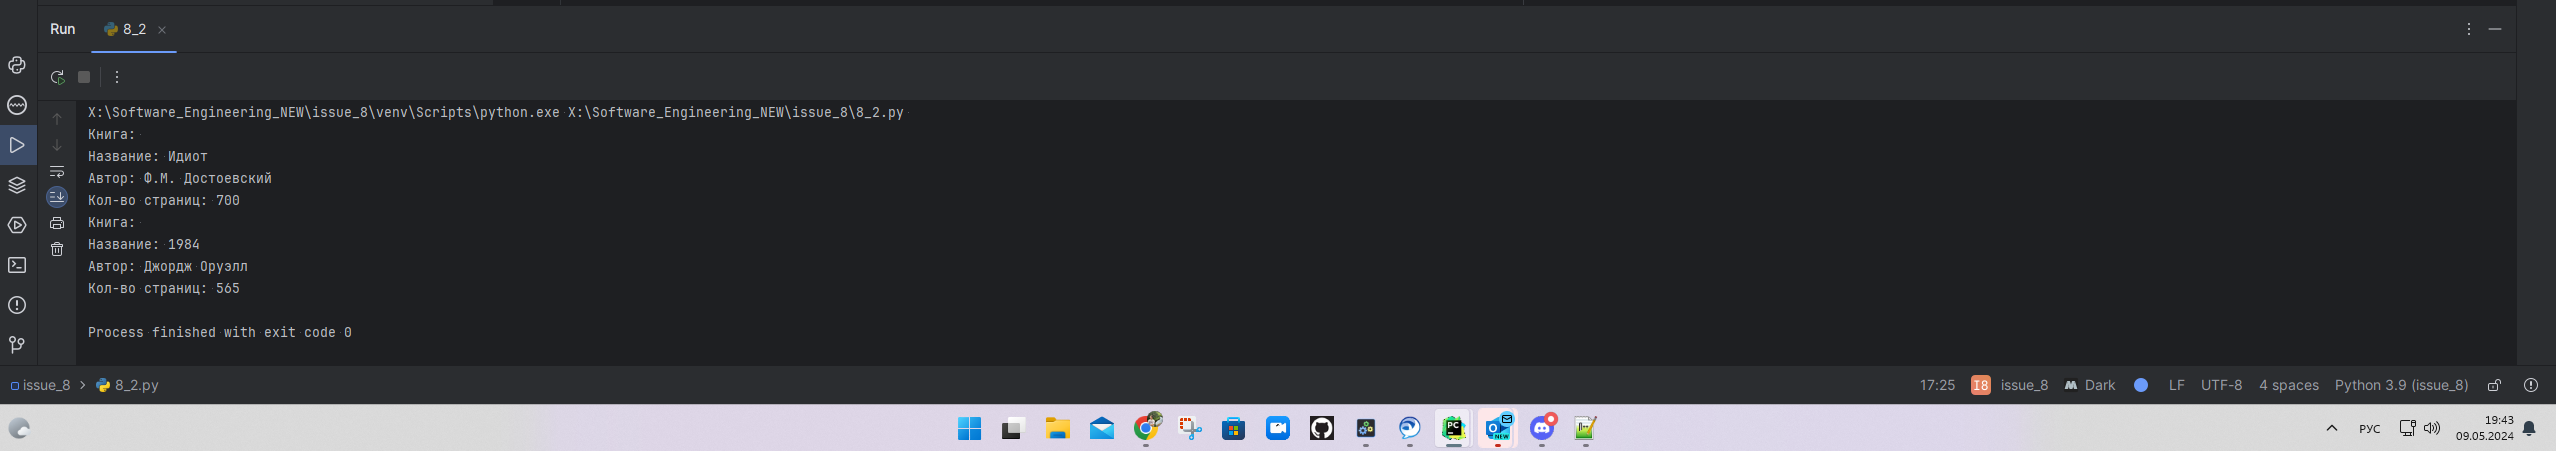 Run 8_2
X:\Software_Engineering_NEW\issue_8\venv\Scripts\python.exe X:\Software_Engineering_NEW\issue_8\8_2.py
Книга:
Название: Идиот
Автор: Ф.М. Достоевский
Кол-во страниц: 700
Книга:
Название: 1984
Автор: Джордж Оруэлл
Кол-во страниц: 565
Process finished with exit code 0
issue_8 > 8_2.py 17:25 I8 issue_8 Dark LF UTF-8 4 spaces Python 3.9 (issue_8)
PC NEW РУС 19:43
09.05.2024